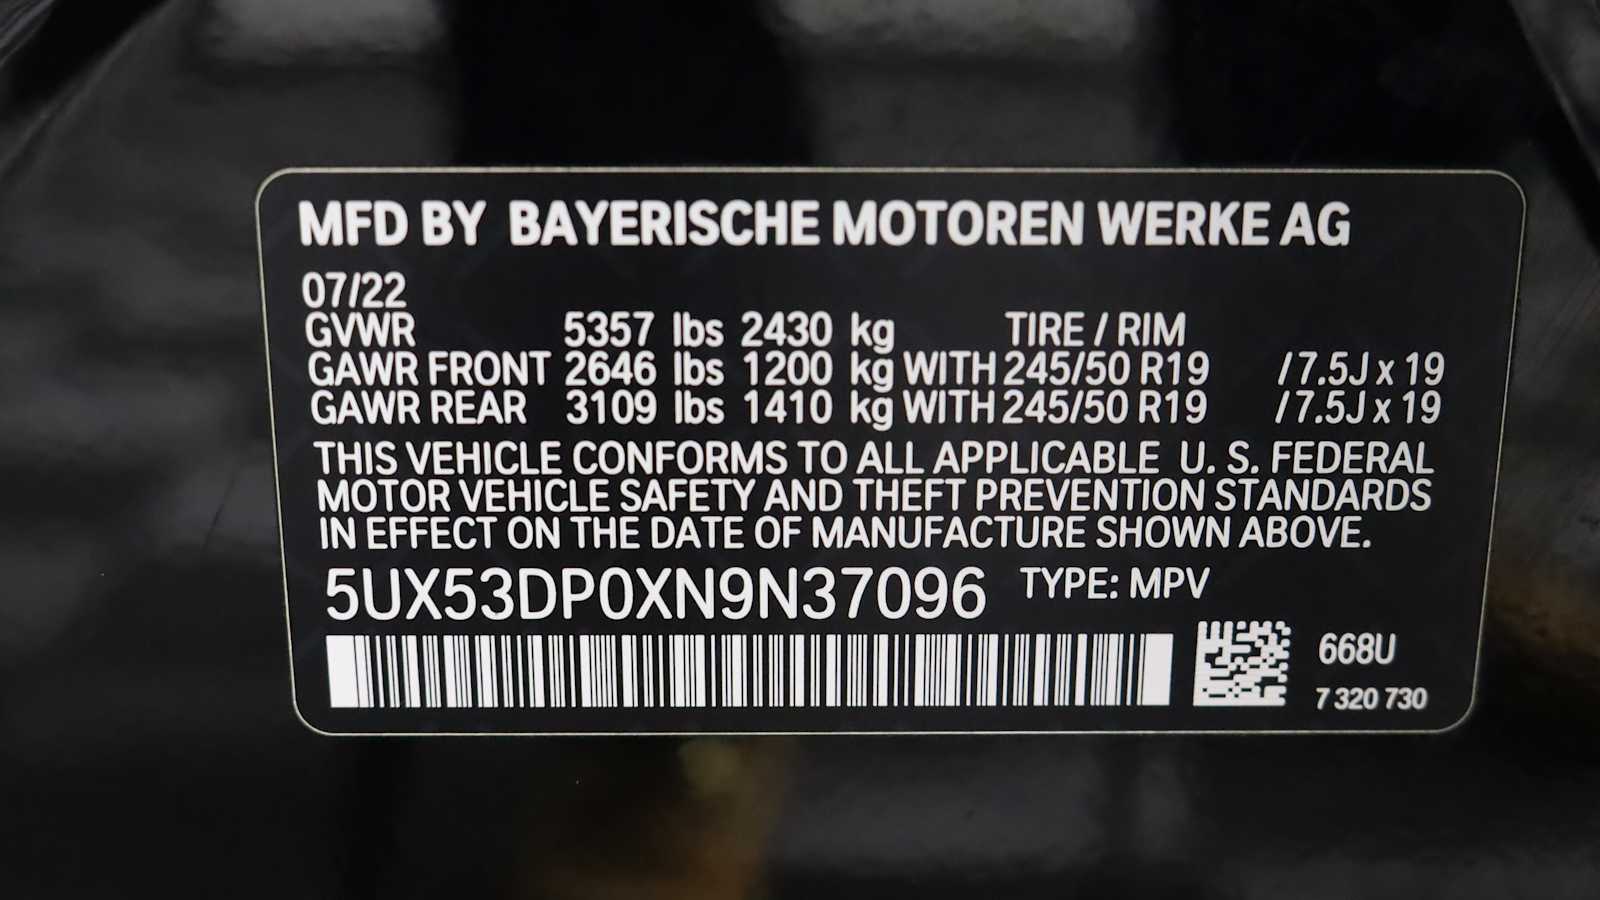 MFD BY BAYERISCHE MOTOREN WERKE AG
07/22
GVWR 5357 lbs 2430 kg TIRE / RIM
GAWR FRONT 2646 lbs 1200 kg WITH 245/50 R19 / 7.5J x 19
GAWR REAR 3109 lbs 1410 kg WITH 245/50 R19 / 7.5J x 19
THIS VEHICLE CONFORMS TO ALL APPLICABLE U. S. FEDERAL
MOTOR VEHICLE SAFETY AND THEFT PREVENTION STANDARDS
IN EFFECT ON THE DATE OF MANUFACTURE SHOWN ABOVE.
5UX53DP0XN9N37096 TYPE: MPV
668U
7 320 730